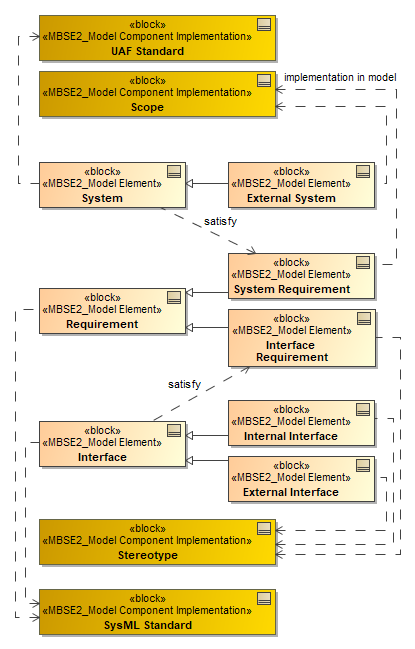 «block»
«MBSE2_Model Component Implementation»
UAF Standard
«block»
«MBSE2_Model Component Implementation»
Scope
implementation in model
«block»
«MBSE2_Model Element»
System
«block»
«MBSE2_Model Element»
External System
satisfy
«block»
«MBSE2_Model Element»
System Requirement
«block»
«MBSE2_Model Element»
Requirement
«block»
«MBSE2_Model Element»
Interface
Requirement
satisfy
«block»
«MBSE2_Model Element»
Interface
«block»
«MBSE2_Model Element»
Internal Interface
«block»
«MBSE2_Model Element»
External Interface
«block»
«MBSE2_Model Component Implementation»
Stereotype
«block»
«MBSE2_Model Component Implementation»
SysML Standard